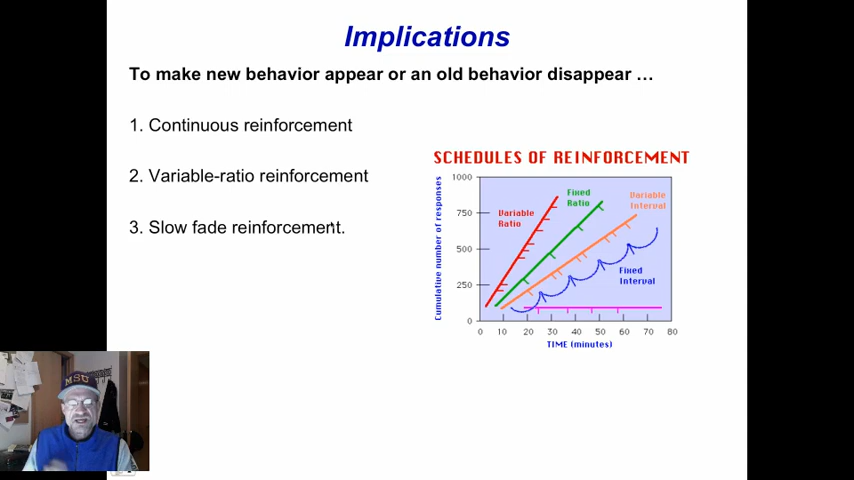 Implications
To make new behavior appear or an old behavior disappear …
1. Continuous reinforcement
2. Variable-ratio reinforcement
3. Slow fade reinforcement.
SCHEDULES OF REINFORCEMENT
Cumulative number of responses
1000
750
500
250
0
Variable
Ratio
Fixed
Ratio
Variable
Interval
Fixed
Interval
0 10 20 30 40 50 60 70 80
TIME (minutes)
MSU